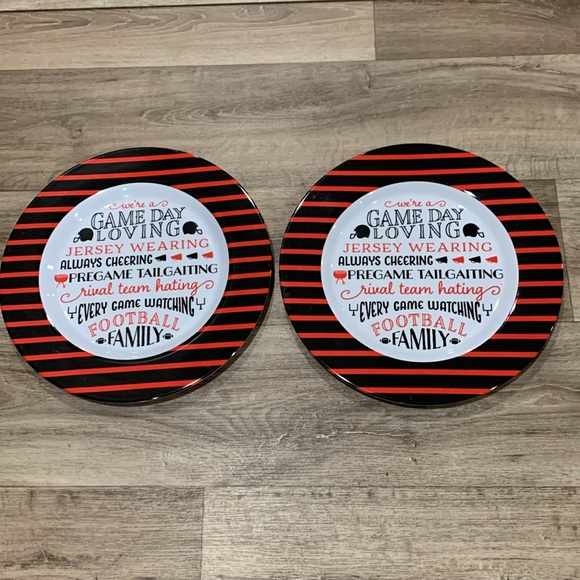 we're a
GAME DAY
LOVING
JERSEY WEARING
ALWAYS CHEERING
PREGAME TAILGAITING
rival team hating
EVERY GAME WATCHING
FOOTBALL
FAMILY
we're a
GAME DAY
LOVING
JERSEY WEARING
ALWAYS CHEERING
PREGAME TAILGAITING
rival team hating
EVERY GAME WATCHING
FOOTBALL
FAMILY